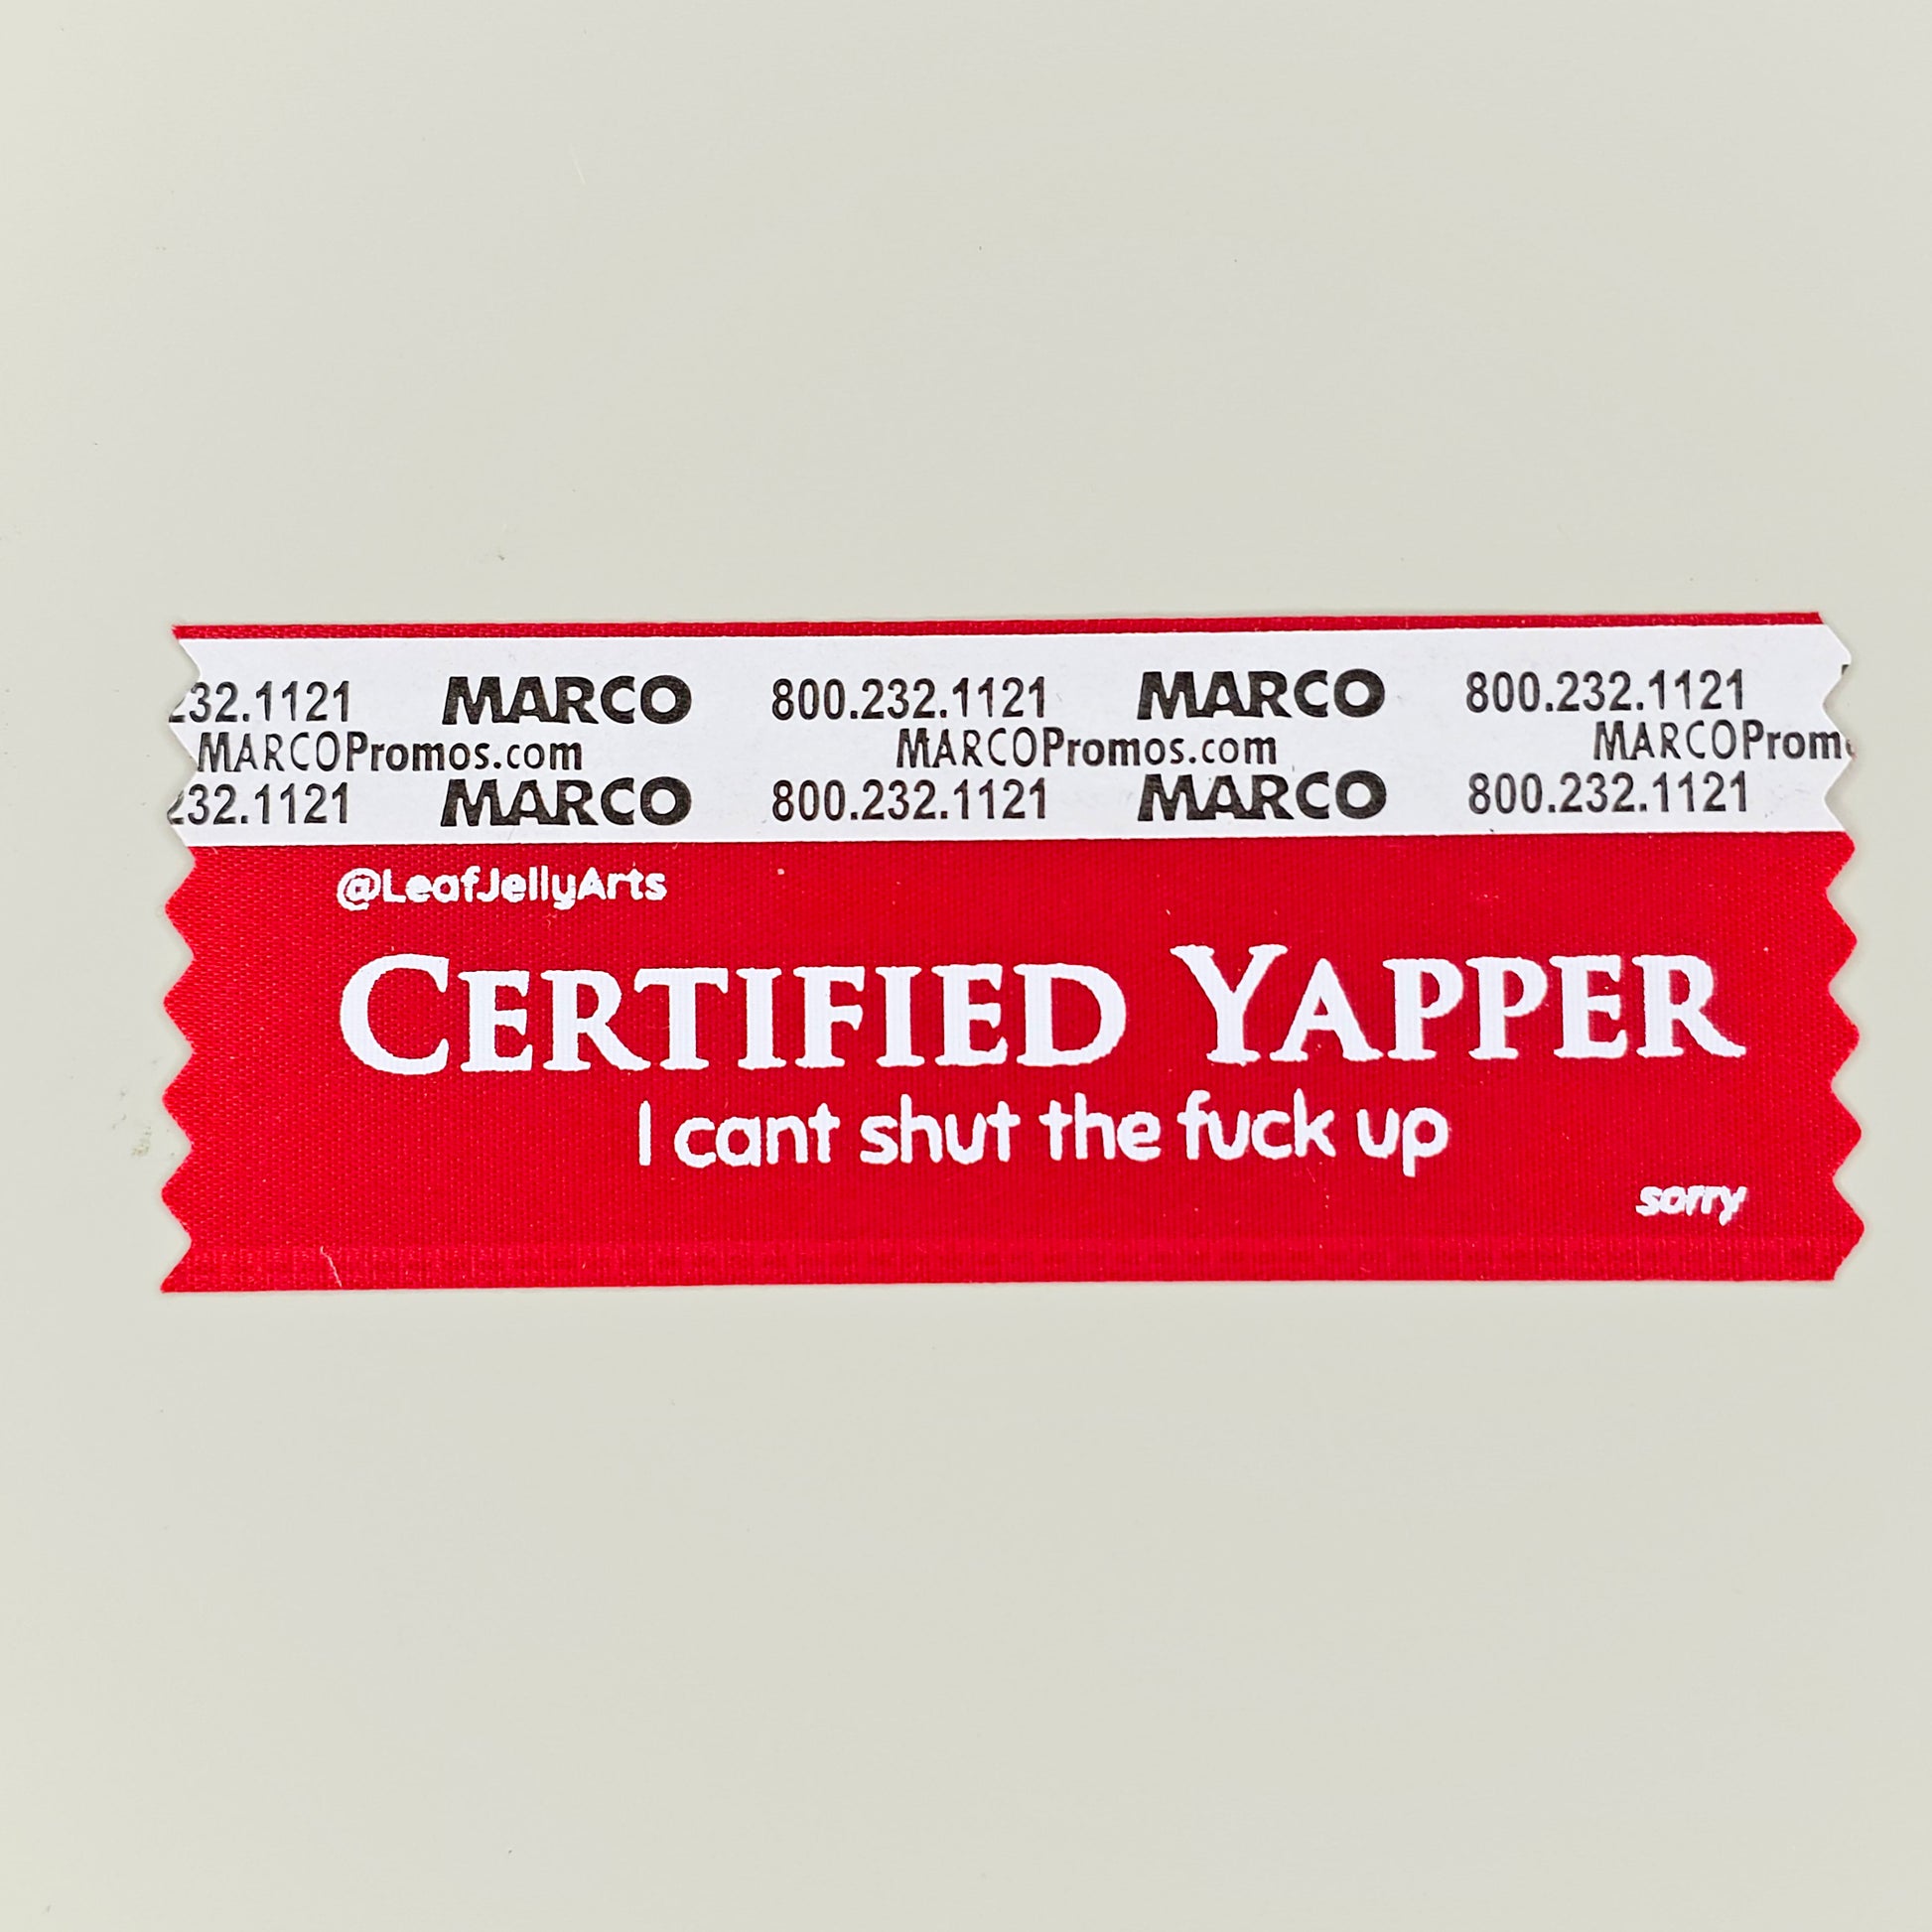 232.1121 MARCO 800.232.1121 MARCO 800.232.1121
MARCOPromos.com MARCOPromos.com MARCOPromo
232.1121 MARCO 800.232.1121 MARCO 800.232.1121
@LeafJellyArts
CERTIFIED YAPPER
I cant shut the fuck up
sorry